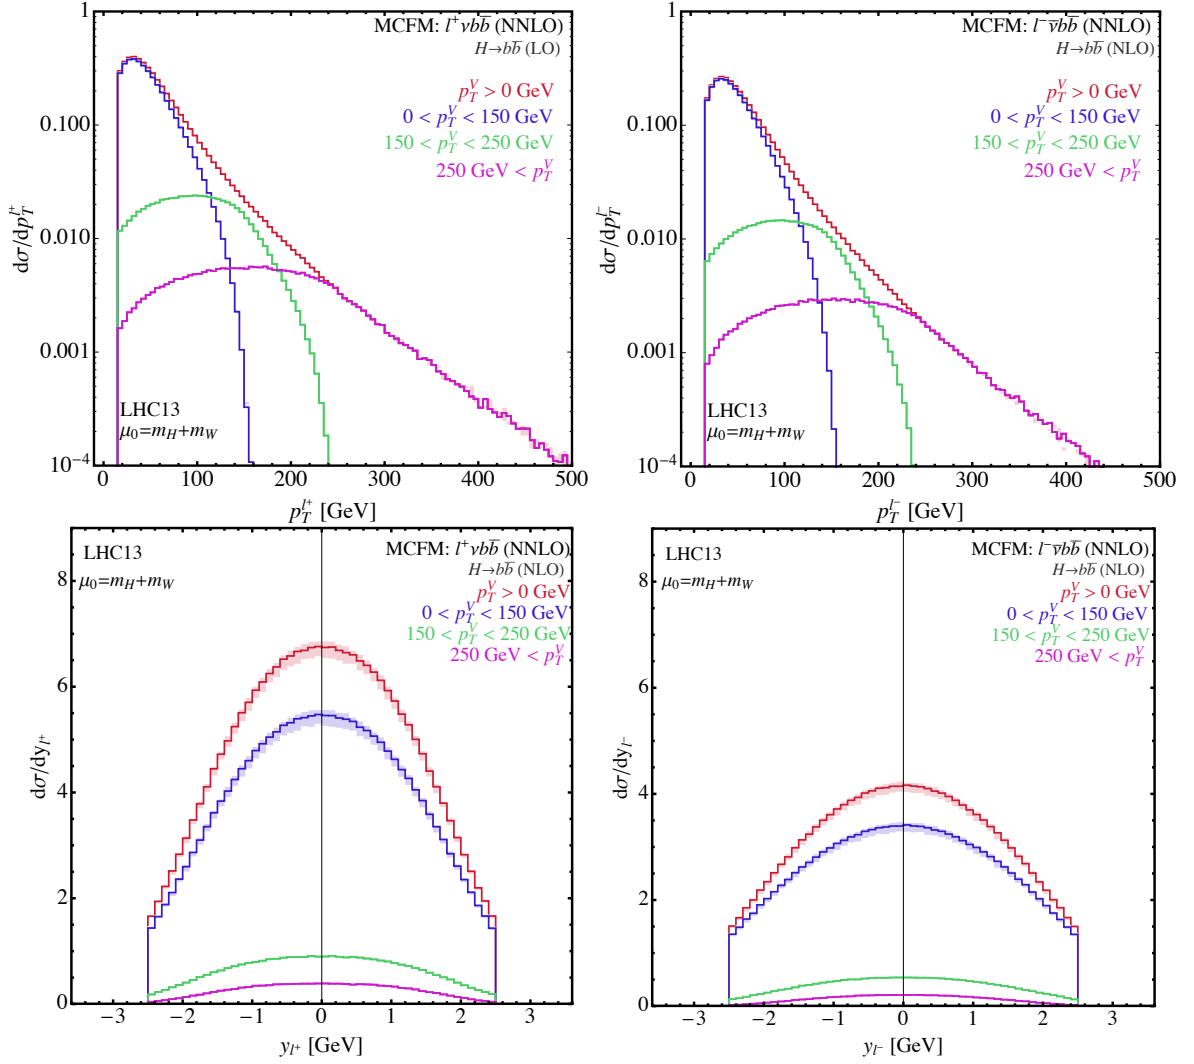 MCFM: l⁺νbb̅ (NNLO)
H→bb̅ (LO)
p_T^V > 0 GeV
0 < p_T^V < 150 GeV
150 < p_T^V < 250 GeV
250 GeV < p_T^V
LHC13
μ₀=m_H+m_W
dσ/dp_T^{l⁺}
1
0.100
0.010
0.001
10⁻⁴
0 100 200 300 400 500
p_T^{l⁺} [GeV]
MCFM: l⁻ν̅bb̅ (NNLO)
H→bb̅ (NLO)
p_T^V > 0 GeV
0 < p_T^V < 150 GeV
150 < p_T^V < 250 GeV
250 GeV < p_T^V
LHC13
μ₀=m_H+m_W
dσ/dp_T^{l⁻}
1
0.100
0.010
0.001
10⁻⁴
0 100 200 300 400 500
p_T^{l⁻} [GeV]
LHC13
μ₀=m_H+m_W
MCFM: l⁺νbb̅ (NNLO)
H→bb̅ (NLO)
p_T^V > 0 GeV
0 < p_T^V < 150 GeV
150 < p_T^V < 250 GeV
250 GeV < p_T^V
dσ/dy_{l⁺}
8
6
4
2
0
−3 −2 −1 0 1 2 3
y_{l⁺} [GeV]
LHC13
μ₀=m_H+m_W
MCFM: l⁻ν̅bb̅ (NNLO)
H→bb̅ (NLO)
p_T^V > 0 GeV
0 < p_T^V < 150 GeV
150 < p_T^V < 250 GeV
250 GeV < p_T^V
dσ/dy_{l⁻}
8
6
4
2
0
−3 −2 −1 0 1 2 3
y_{l⁻} [GeV]